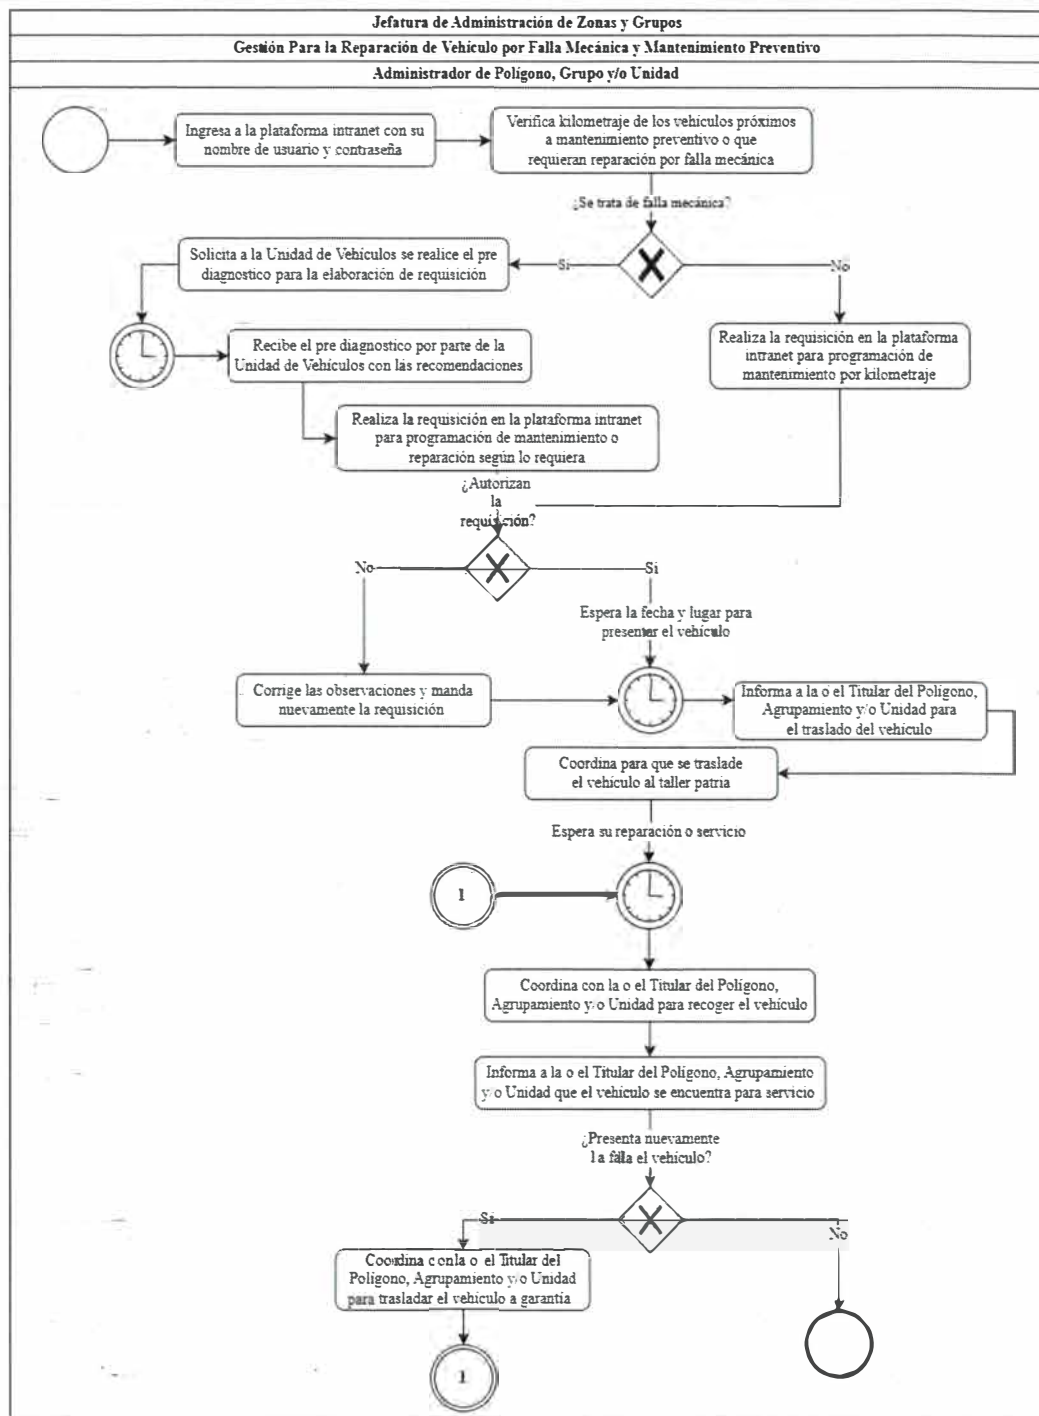 Jefatura de Administración de Zonas y Grupos
Gestión Para la Reparación de Vehículo por Falla Mecánica y Mantenimiento Preventivo
Administrador de Polígono, Grupo y/o Unidad
Ingresa a la plataforma intranet con su
nombre de usuario y contraseña
Verifica kilometraje de los vehículos próximos
a mantenimiento preventivo o que
requieran reparación por falla mecánica
¿Se trata de falla mecánica?
Si
No
Solicita a la Unidad de Vehículos se realice el pre
diagnostico para la elaboración de requisición
Recibe el pre diagnostico por parte de la
Unidad de Vehículos con las recomendaciones
Realiza la requisición en la plataforma
intranet para programación de
mantenimiento por kilometraje
Realiza la requisición en la plataforma intranet
para programación de mantenimiento o
reparación según lo requiera
¿Autorizan
la
requisición?
No
Si
Espera la fecha y lugar para
presentar el vehículo
Corrige las observaciones y manda
nuevamente la requisición
Informa a la o el Titular del Polígono,
Agrupamiento y/o Unidad para
el traslado del vehículo
Coordina para que se traslade
el vehículo al taller patria
Espera su reparación o servicio
1
Coordina con la o el Titular del Polígono,
Agrupamiento y/o Unidad para recoger el vehículo
Informa a la o el Titular del Polígono, Agrupamiento
y/o Unidad que el vehículo se encuentra para servicio
¿Presenta nuevamente
la falla el vehículo?
Si
No
Coordina conla o el Titular del
Polígono, Agrupamiento y/o Unidad
para trasladar el vehículo a garantía
1